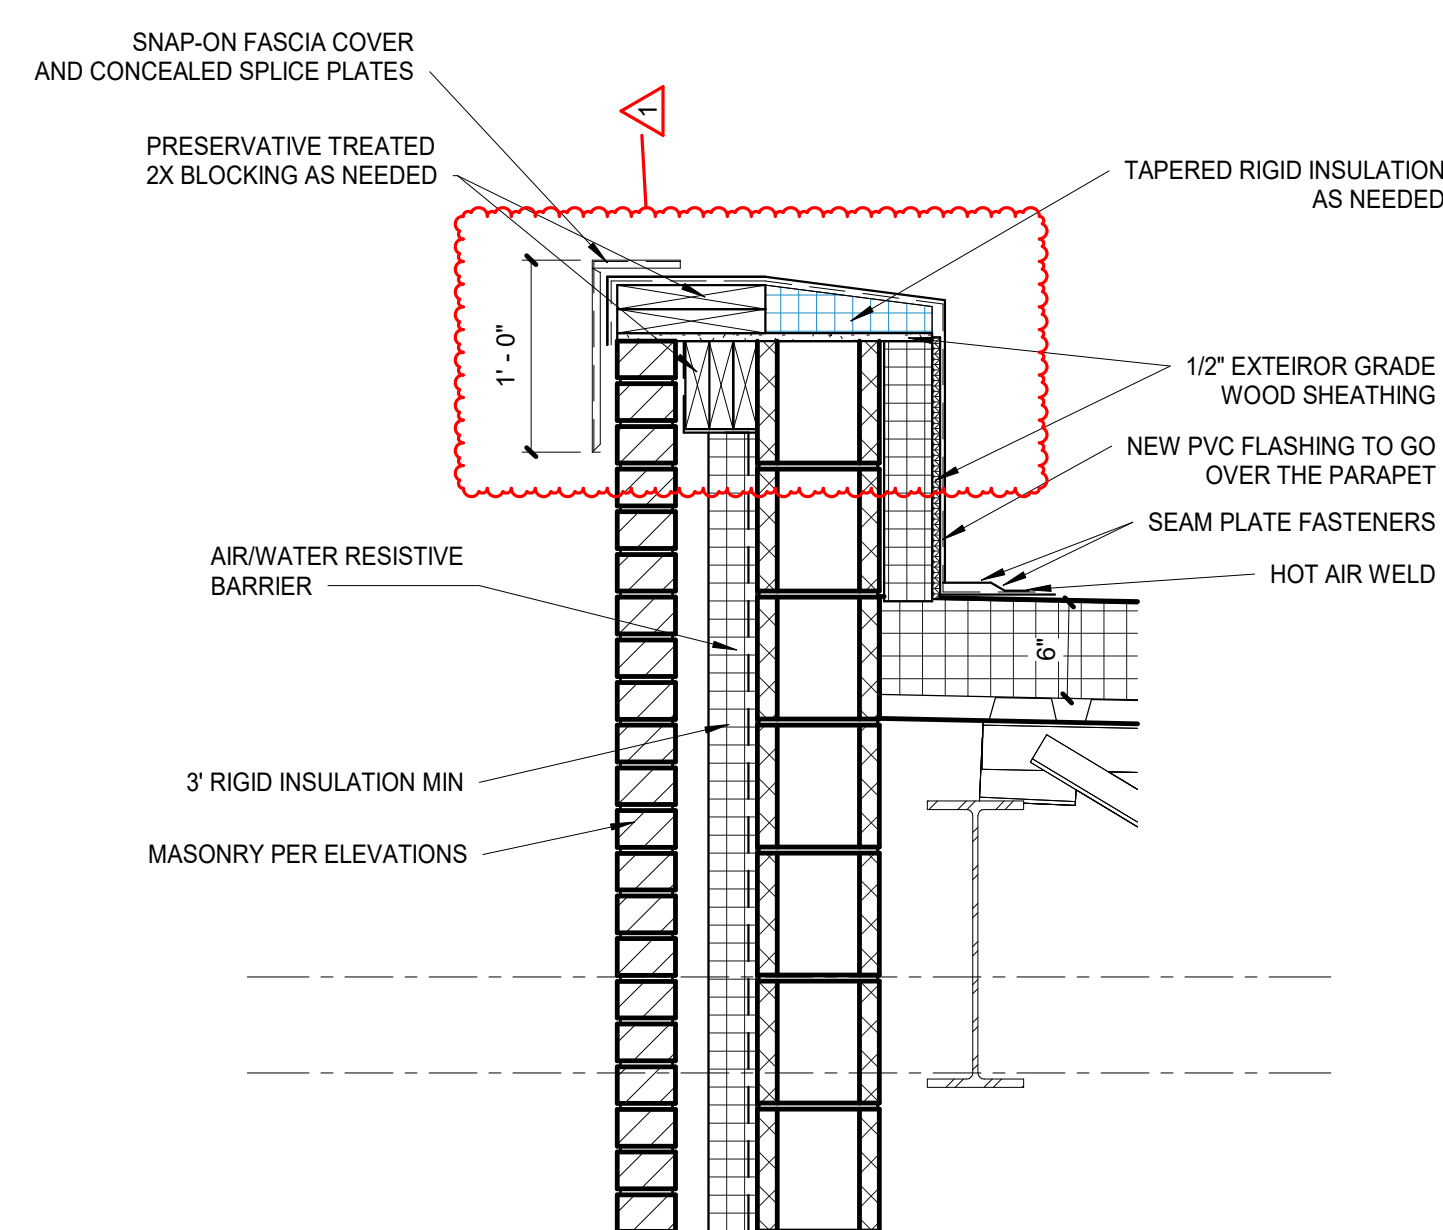 SNAP-ON FASCIA COVER
AND CONCEALED SPLICE PLATES
1
PRESERVATIVE TREATED
2X BLOCKING AS NEEDED
TAPERED RIGID INSULATION
AS NEEDED
1' - 0"
1/2" EXTEIROR GRADE
WOOD SHEATHING
NEW PVC FLASHING TO GO
OVER THE PARAPET
SEAM PLATE FASTENERS
AIR/WATER RESISTIVE
BARRIER
HOT AIR WELD
6"
3' RIGID INSULATION MIN
MASONRY PER ELEVATIONS